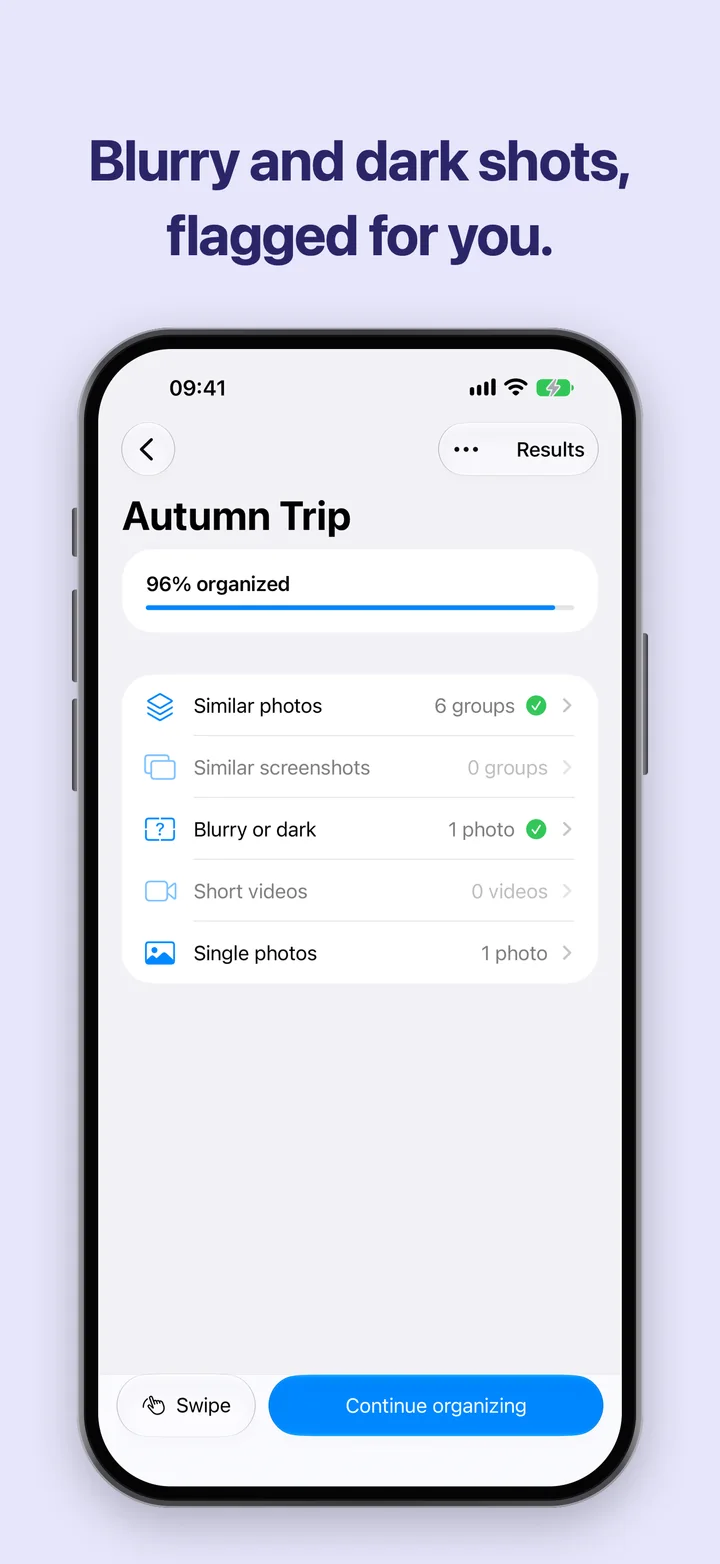 Blurry and dark shots,
flagged for you.
09:41
Results
Autumn Trip
96% organized
Similar photos 6 groups
Similar screenshots 0 groups
Blurry or dark 1 photo
Short videos 0 videos
Single photos 1 photo
Swipe Continue organizing